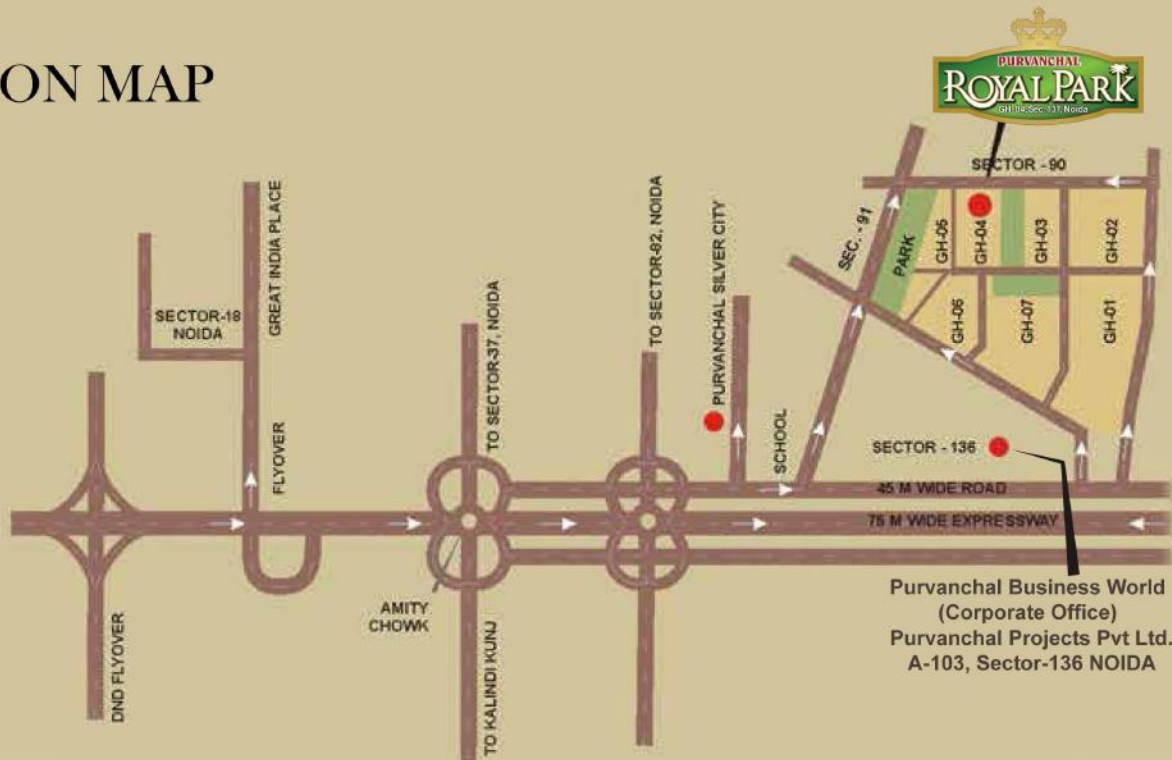 ON MAP
PURVANCHAL
ROYAL PARK
GH-04, Sec-137, Noida
SECTOR - 90
GREAT INDIA PLACE
SECTOR-18
NOIDA
TO SECTOR-37, NOIDA
TO SECTOR-82, NOIDA
PURVANCHAL SILVER CITY
SEC. - 91
PARK
GH-05
GH-04
GH-03
GH-02
GH-06
GH-07
GH-01
FLYOVER
SCHOOL
SECTOR - 136
45 M WIDE ROAD
75 M WIDE EXPRESSWAY
AMITY
CHOWK
DND FLYOVER
TO KALINDI KUNJ
Purvanchal Business World
(Corporate Office)
Purvanchal Projects Pvt Ltd.
A-103, Sector-136 NOIDA